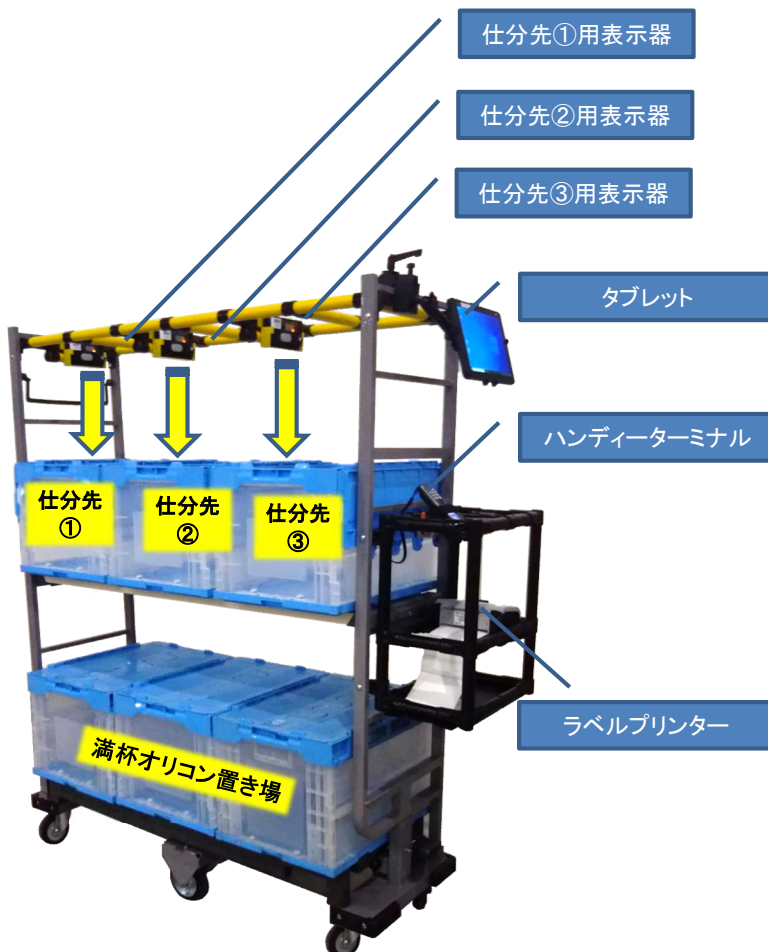 仕分先①用表示器
仕分先②用表示器
仕分先③用表示器
タブレット
ハンディーターミナル
仕分先
①
仕分先
②
仕分先
③
ラベルプリンター
満杯オリコン置き場